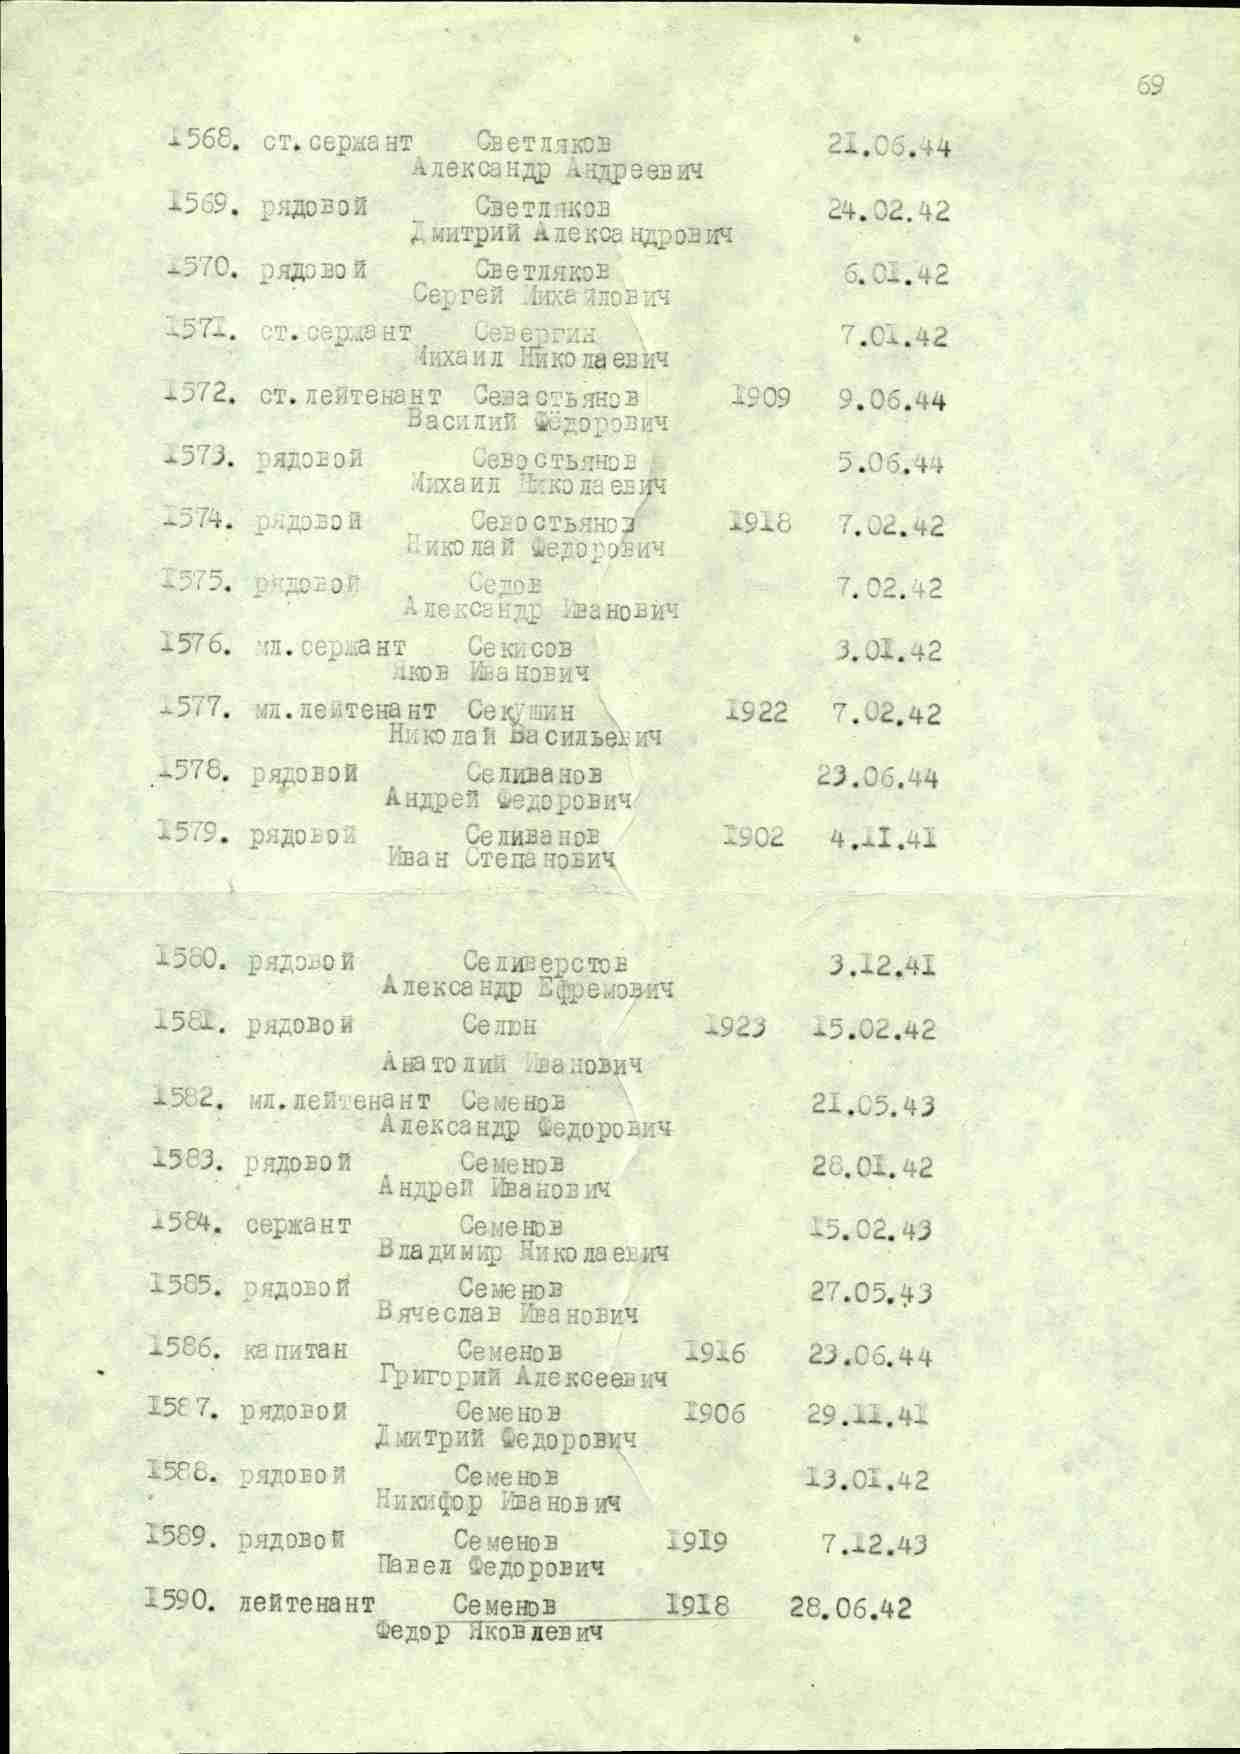 69
1568. ст.сержант Светляков 21.06.44
Александр Андреевич
1569. рядовой Светляков 24.02.42
Дмитрий Александрович
1570. рядовой Светляков 6.01.42
Сергей Михайлович
1571. ст.сержант Севергин 7.01.42
Михаил Николаевич
1572. ст.лейтенант Севастьянов 1909 9.06.44
Василий Фёдорович
1573. рядовой Севостьянов 5.06.44
Михаил Николаевич
1574. рядовой Севостьянов 1918 7.02.42
Николай Федорович
1575. рядовой Седов 7.02.42
Александр Иванович
1576. мл.сержант Секисов 3.01.42
Яков Иванович
1577. мл.лейтенант Секушин 1922 7.02.42
Николай Васильевич
1578. рядовой Селиванов 23.06.44
Андрей Федорович
1579. рядовой Селиванов 1902 4.11.41
Иван Степанович
1580. рядовой Селиверстов 3.12.41
Александр Ефремович
1581. рядовой Селюн 1923 15.02.42
Анатолий Иванович
1582. мл.лейтенант Семенов 21.05.43
Александр Федорович
1583. рядовой Семенов 28.01.42
Андрей Иванович
1584. сержант Семенов 15.02.43
Владимир Николаевич
1585. рядовой Семенов 27.05.43
Вячеслав Иванович
1586. капитан Семенов 1916 23.06.44
Григорий Алексеевич
1587. рядовой Семенов 1906 29.11.41
Дмитрий Федорович
1588. рядовой Семенов 13.01.42
Никифор Иванович
1589. рядовой Семенов 1919 7.12.43
Павел Федорович
1590. лейтенант Семенов 1918 28.06.42
Федор Яковлевич